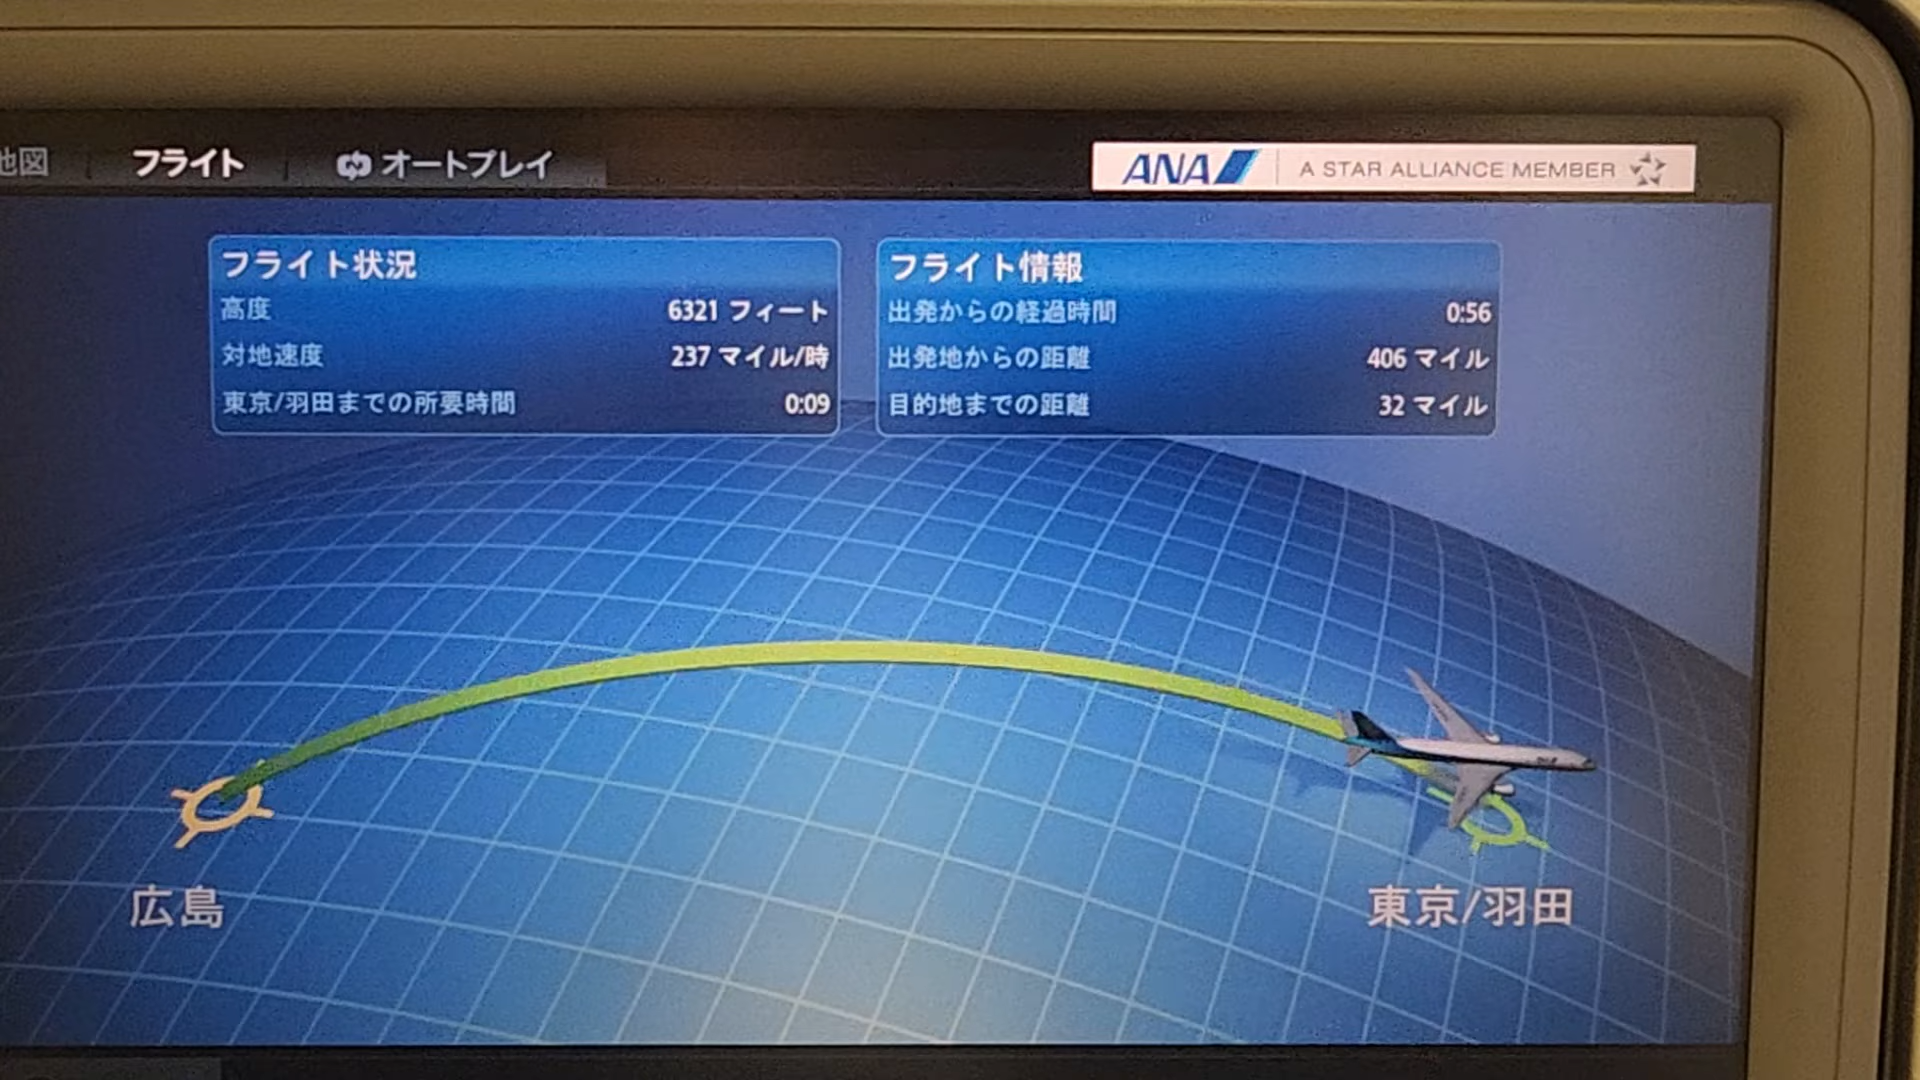 地図 フライト オートプレイ
ANA A STAR ALLIANCE MEMBER
フライト状況
高度 6321 フィート
対地速度 237 マイル/時
東京/羽田までの所要時間 0:09
フライト情報
出発からの経過時間 0:56
出発地からの距離 406 マイル
目的地までの距離 32 マイル
広島
東京/羽田